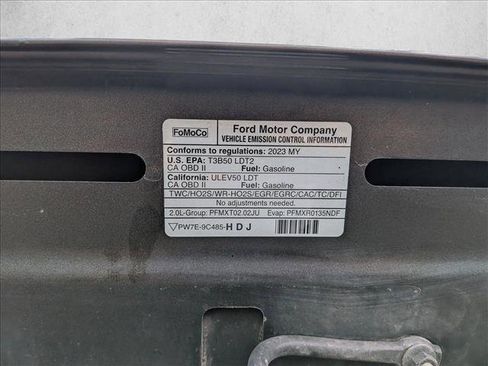 FoMoCo
Ford Motor Company
VEHICLE EMISSION CONTROL INFORMATION
Conforms to regulations: 2023 MY
U.S. EPA: T3B50 LDT2
CA OBD II Fuel: Gasoline
California: ULEV50 LDT
CA OBD II Fuel: Gasoline
TWC/HO2S/WR-HO2S/EGR/EGRC/CAC/TC/DFI
No adjustments needed.
2.0L-Group: PFMXT02.02JU Evap: PFMXR0135NDF
PW7E-9C485-HDJ